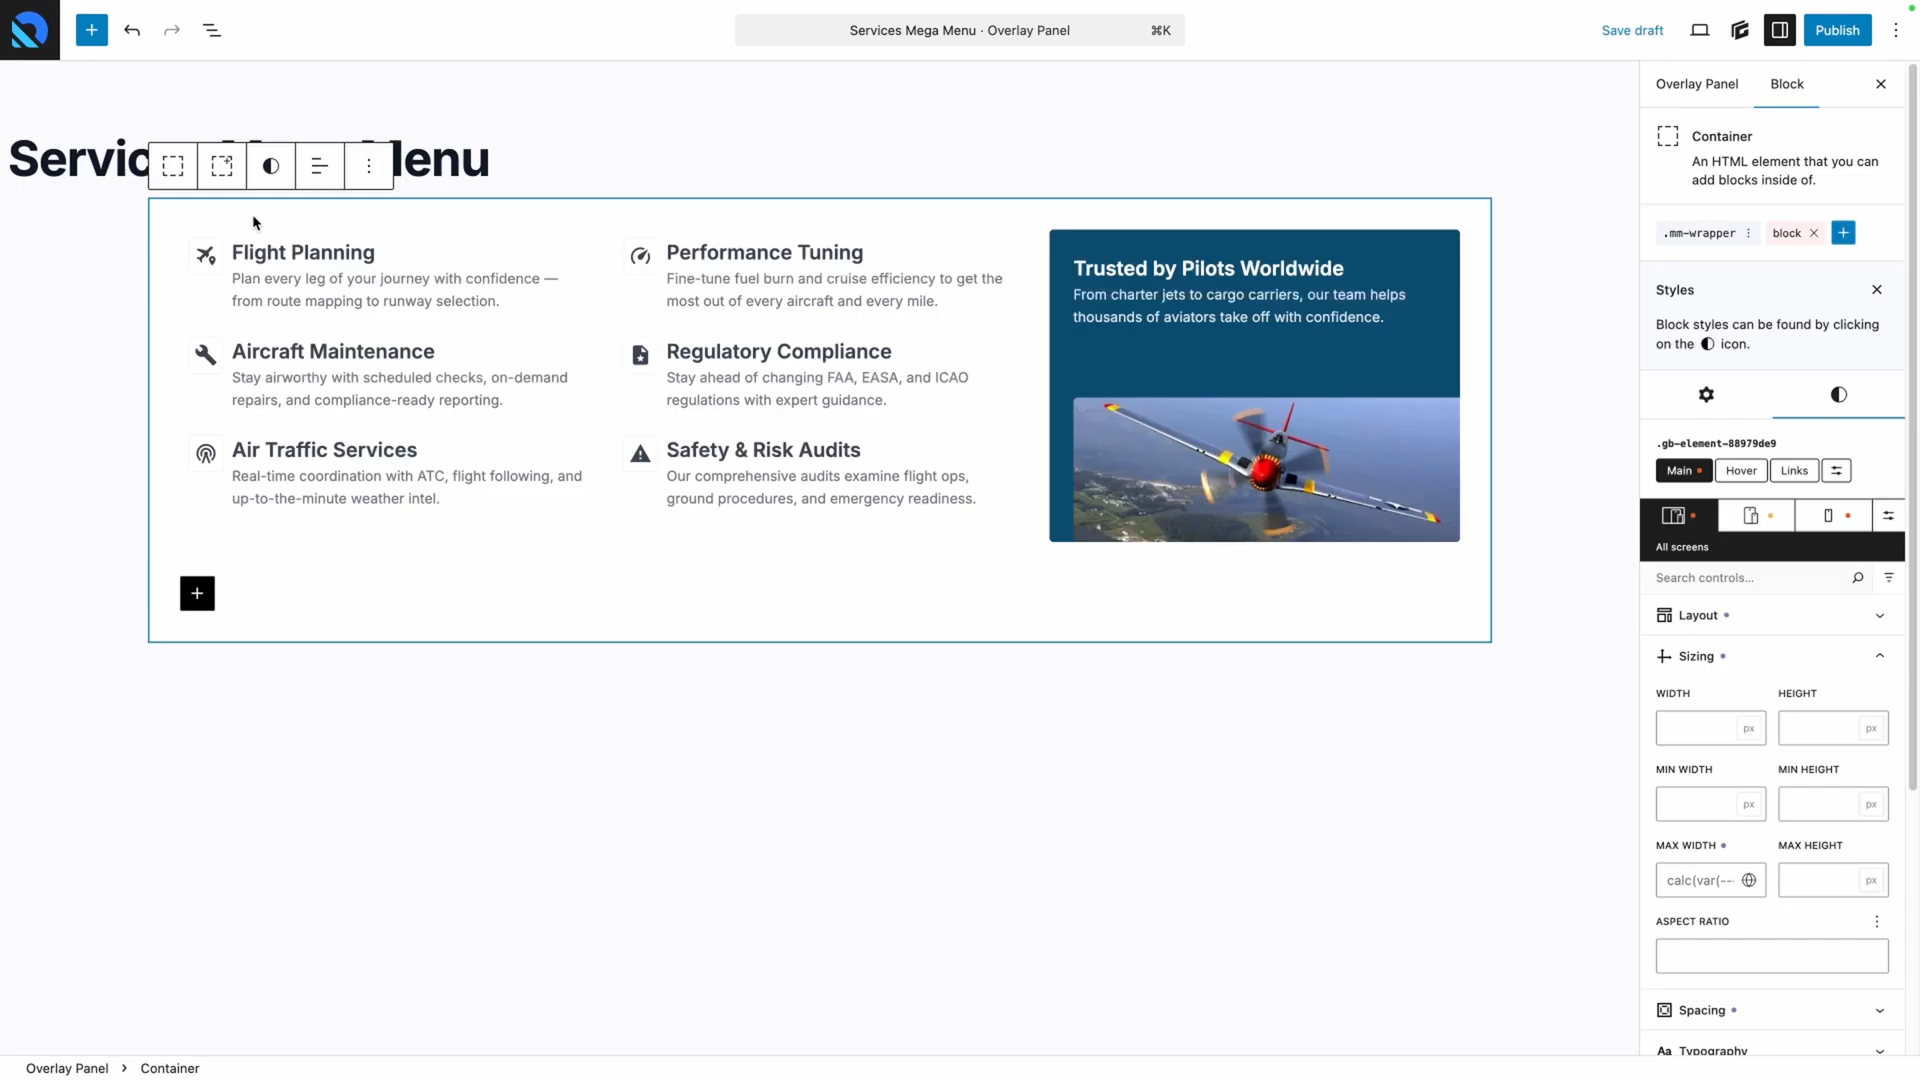 Services Mega Menu · Overlay Panel ⌘K
Save draft
Publish
Servic
lenu
Flight Planning
Plan every leg of your journey with confidence —
from route mapping to runway selection.
Aircraft Maintenance
Stay airworthy with scheduled checks, on-demand
repairs, and compliance-ready reporting.
Air Traffic Services
Real-time coordination with ATC, flight following, and
up-to-the-minute weather intel.
Performance Tuning
Fine-tune fuel burn and cruise efficiency to get the
most out of every aircraft and every mile.
Regulatory Compliance
Stay ahead of changing FAA, EASA, and ICAO
regulations with expert guidance.
Safety & Risk Audits
Our comprehensive audits examine flight ops,
ground procedures, and emergency readiness.
Trusted by Pilots Worldwide
From charter jets to cargo carriers, our team helps
thousands of aviators take off with confidence.
Overlay Panel
Block
Container
An HTML element that you can
add blocks inside of.
.mm-wrapper
block
Styles
Block styles can be found by clicking
on the icon.
.gb-element-88979de9
Main
Hover
Links
All screens
Search controls...
Layout
Sizing
WIDTH
HEIGHT
px
px
MIN WIDTH
MIN HEIGHT
px
px
MAX WIDTH
MAX HEIGHT
calc(var(--
px
ASPECT RATIO
Spacing
Aa Typography
Overlay Panel › Container